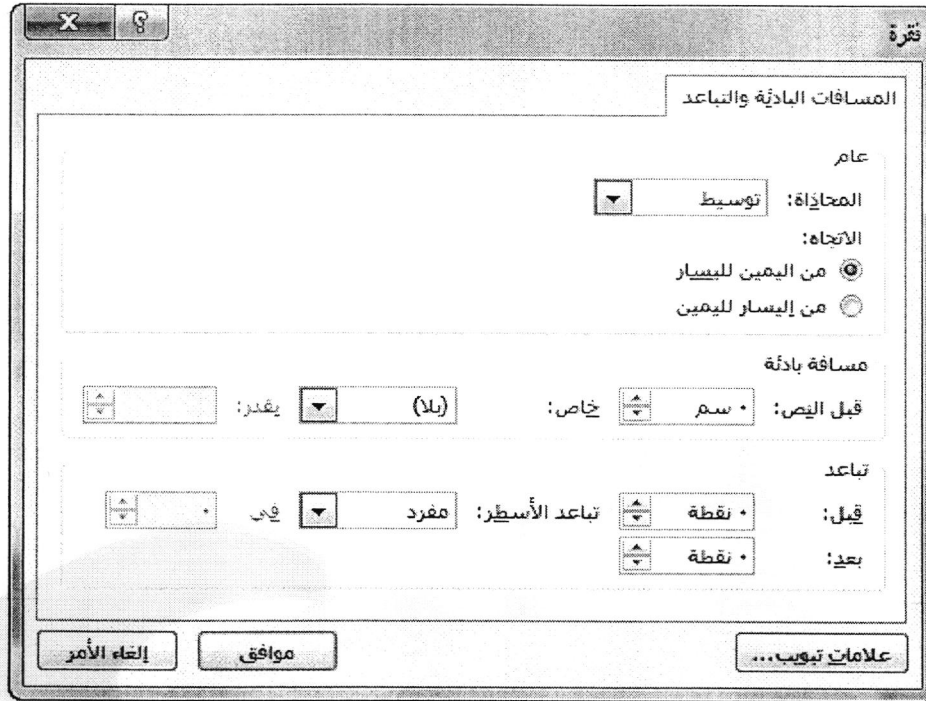 فقرة
المسافات البادئة والتباعد
عام
المحاذاة: توسيط
الاتجاه:
من اليمين لليسار
من اليسار لليمين
مسافة بادئة
قبل النص: ٠ سم خاص: (بلا) بقدر:
تباعد
قبل: ٠ نقطة تباعد الأسطر: مفرد في ٠
بعد: ٠ نقطة
علامات تبويب... موافق إلغاء الأمر